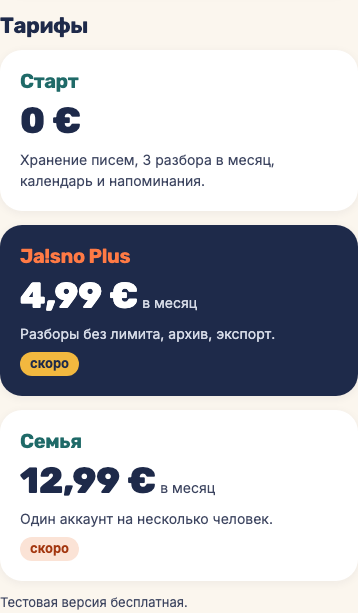 Тарифы
Старт
0 €
Хранение писем, 3 разбора в месяц,
календарь и напоминания.
Ja!sno Plus
4,99 € в месяц
Разборы без лимита, архив, экспорт.
скоро
Семья
12,99 € в месяц
Один аккаунт на несколько человек.
скоро
Тестовая версия бесплатная.